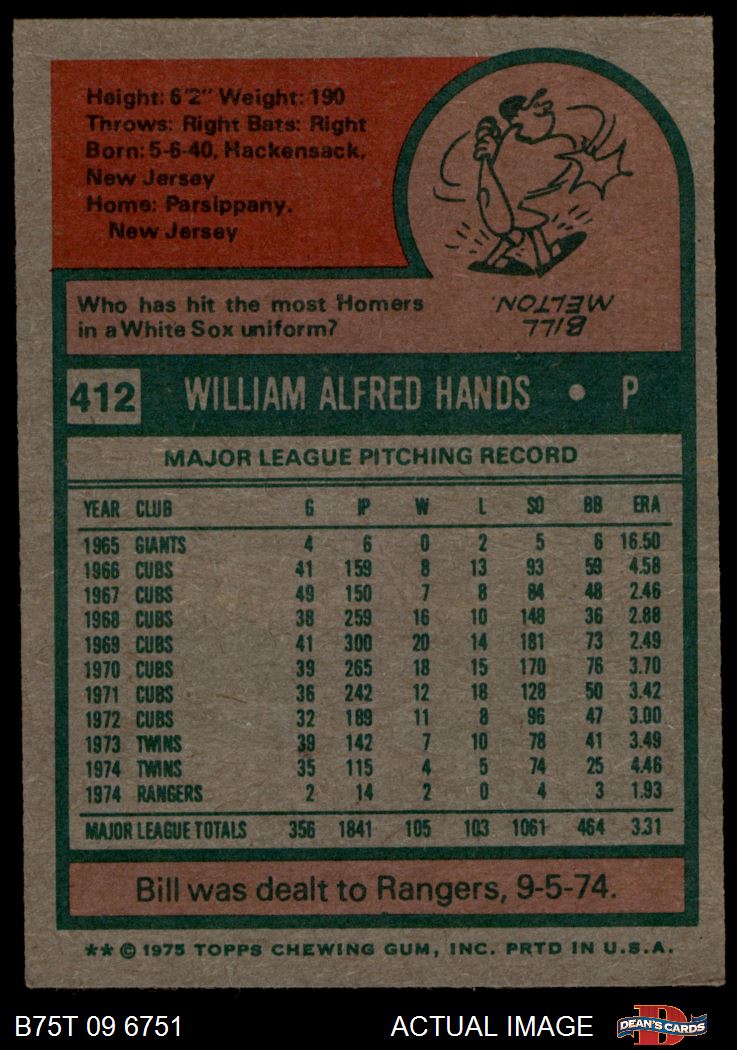 Height: 6'2" Weight: 190
Throws: Right Bats: Right
Born: 5-6-40, Hackensack,
New Jersey
Home: Parsippany,
New Jersey
Who has hit the most Homers
in a White Sox uniform?
BILL
MELTON.
412 WILLIAM ALFRED HANDS • P
MAJOR LEAGUE PITCHING RECORD
YEAR CLUB G IP W L SO BB ERA
1965 GIANTS 4 6 0 2 5 6 16.50
1966 CUBS 41 159 8 13 93 59 4.58
1967 CUBS 49 150 7 8 84 48 2.46
1968 CUBS 38 259 16 10 148 36 2.88
1969 CUBS 41 300 20 14 181 73 2.49
1970 CUBS 39 265 18 15 170 76 3.70
1971 CUBS 36 242 12 18 128 50 3.42
1972 CUBS 32 189 11 8 96 47 3.00
1973 TWINS 39 142 7 10 78 41 3.49
1974 TWINS 35 115 4 5 74 25 4.46
1974 RANGERS 2 14 2 0 4 3 1.93
MAJOR LEAGUE TOTALS 356 1841 105 103 1061 464 3.31
Bill was dealt to Rangers, 9-5-74.
** © 1975 TOPPS CHEWING GUM, INC. PRTD IN U.S.A.
B75T 09 6751 ACTUAL IMAGE D DEAN'S CARDS